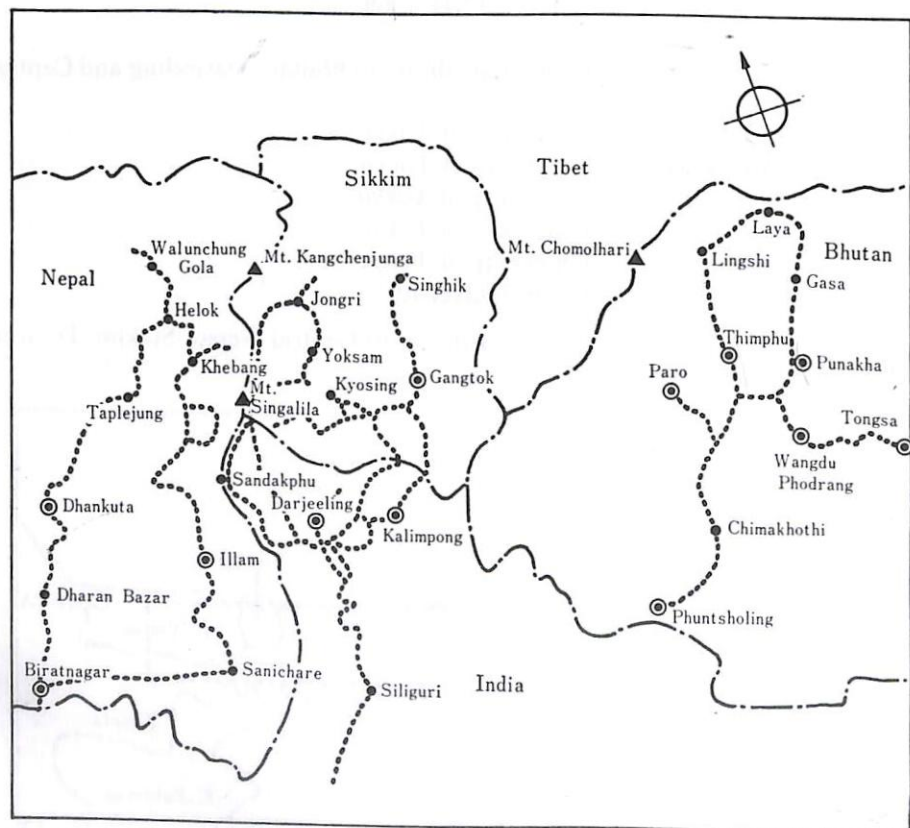 Tibet
Sikkim
Laya
Walunchung
Gola
Mt. Kangchenjunga
Mt. Chomolhari
Lingshi
Bhutan
Nepal
Singhik
Gasa
Jongri
Helok
Thimphu
Khebang
Yoksam
Paro
Punakha
Mt.
Singalila
Kyosing
Gangtok
Taplejung
Tongsa
Wangdu
Phodrang
Sandakphu
Dhankuta
Darjeeling
Kalimpong
Chimakhothi
Illam
Dharan Bazar
Phuntsholing
Biratnagar
Sanichare
India
Siliguri